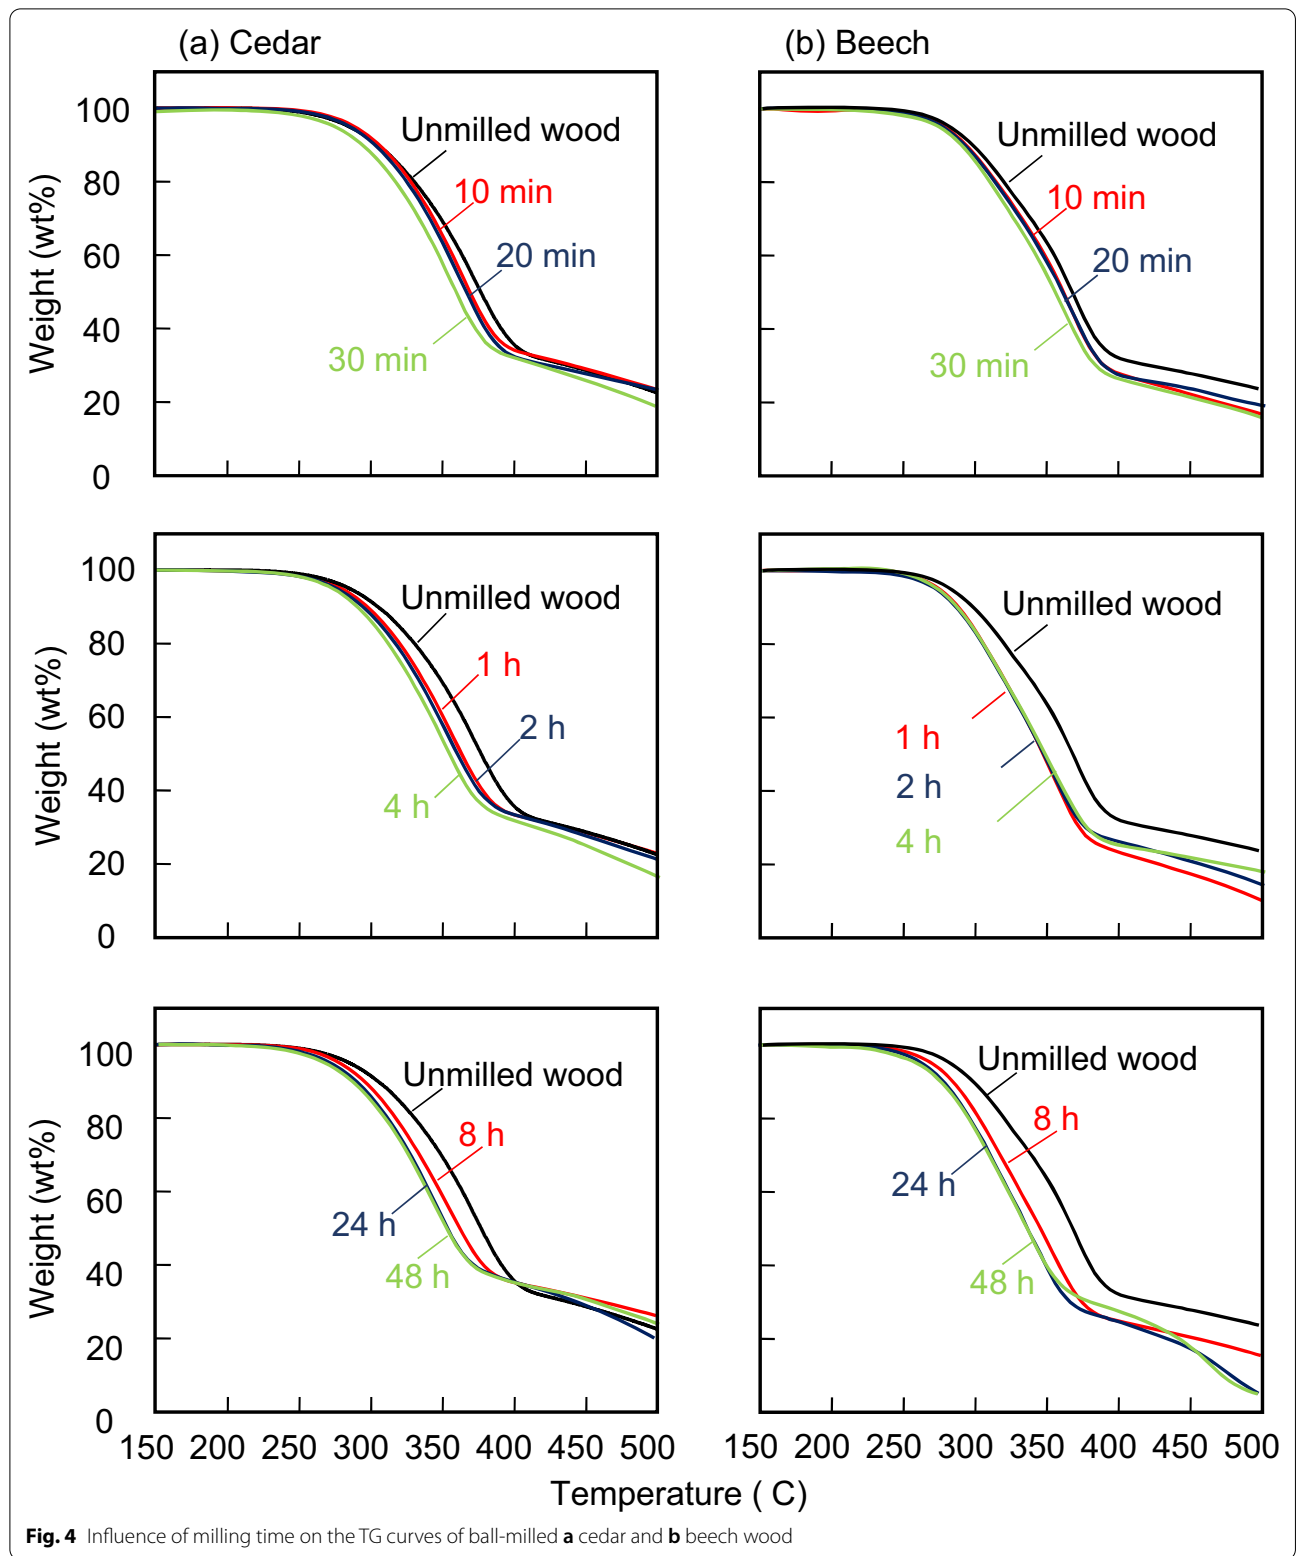 (a) Cedar
(b) Beech
Weight (wt%)
100
80
60
40
20
0
Unmilled wood
10 min
20 min
30 min
Unmilled wood
10 min
20 min
30 min
Weight (wt%)
100
80
60
40
20
0
Unmilled wood
1 h
2 h
4 h
Unmilled wood
1 h
2 h
4 h
Weight (wt%)
100
80
60
40
20
0
Unmilled wood
8 h
24 h
48 h
Unmilled wood
8 h
24 h
48 h
150 200 250 300 350 400 450 500
150 200 250 300 350 400 450 500
Temperature ( C)
Fig. 4 Influence of milling time on the TG curves of ball-milled a cedar and b beech wood